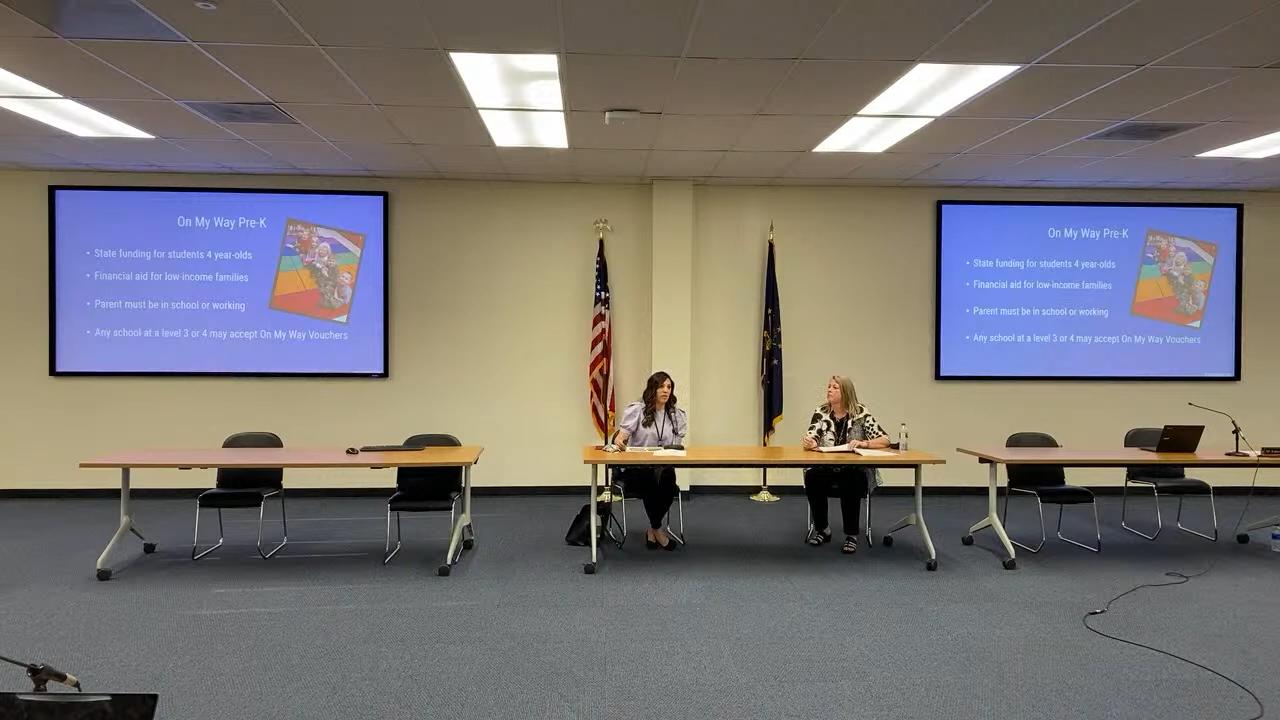 On My Way Pre-K
• State funding for students 4 year-olds
• Financial aid for low-income families
• Parent must be in school or working
• Any school at a level 3 or 4 may accept On My Way Vouchers
On My Way Pre-K
• State funding for students 4 year-olds
• Financial aid for low-income families
• Parent must be in school or working
• Any school at a level 3 or 4 may accept On My Way Vouchers